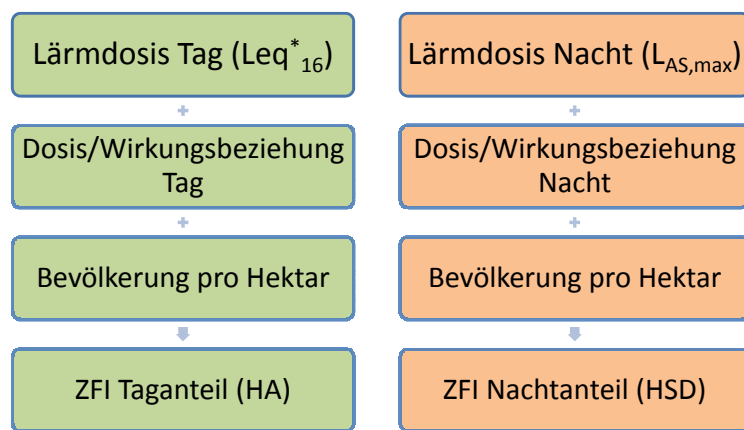 Lärmdosis Tag (Leq*16)
+
Dosis/Wirkungsbeziehung
Tag
+
Bevölkerung pro Hektar
ZFI Taganteil (HA)
Lärmdosis Nacht (LAS,max)
+
Dosis/Wirkungsbeziehung
Nacht
+
Bevölkerung pro Hektar
ZFI Nachtanteil (HSD)